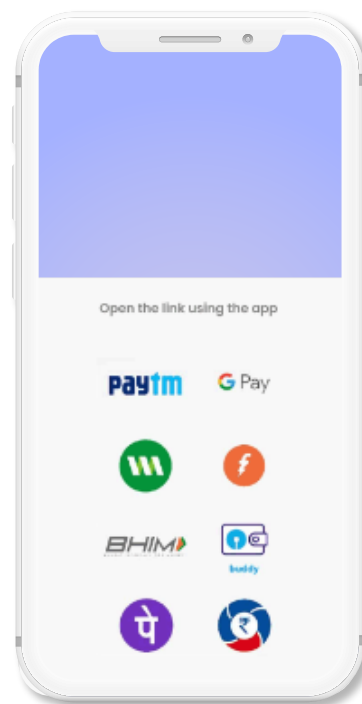 Open the link using the app
paytm G Pay
BHIM
buddy
पे
₹